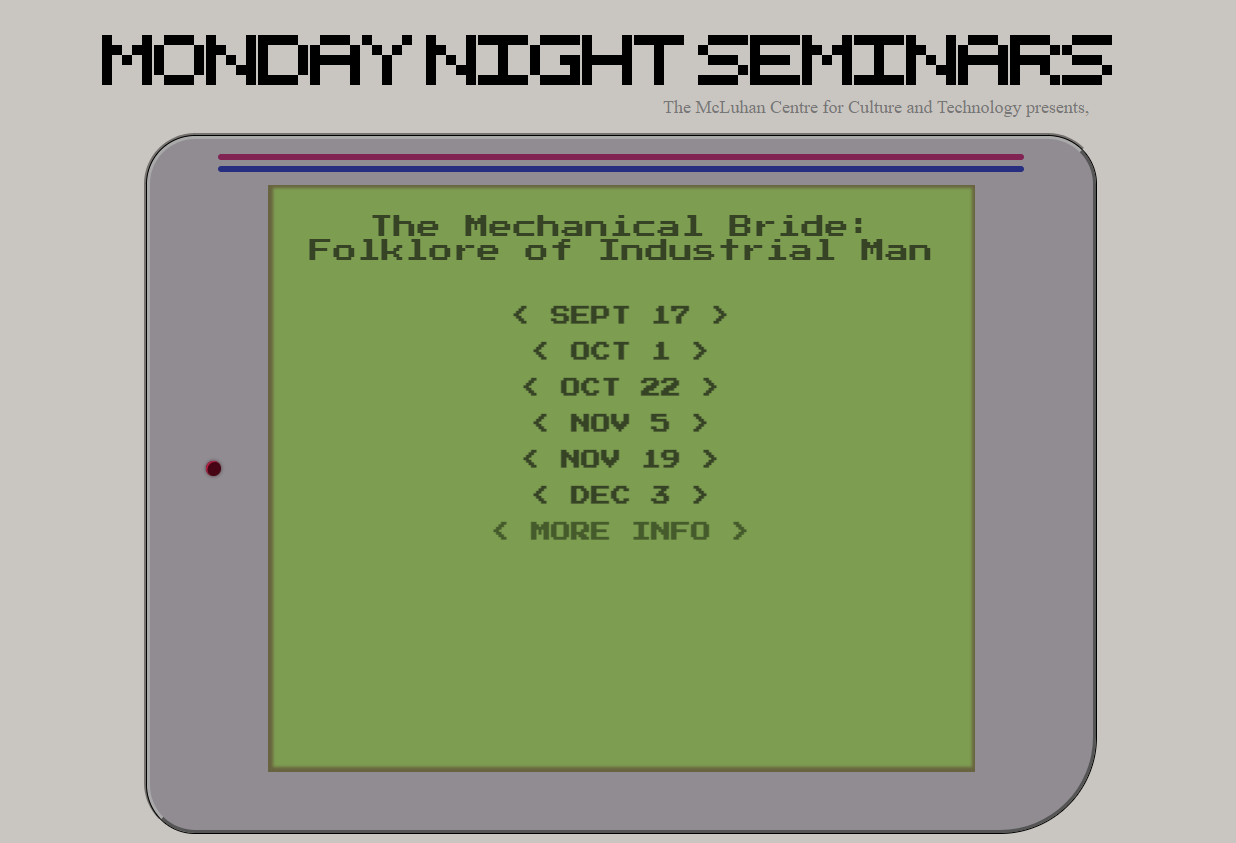 MONDAY NIGHT SEMINARS
The McLuhan Centre for Culture and Technology presents,
The Mechanical Bride:
Folklore of Industrial Man
< SEPT 17 >
< OCT 1 >
< OCT 22 >
< NOV 5 >
< NOV 19 >
< DEC 3 >
< MORE INFO >